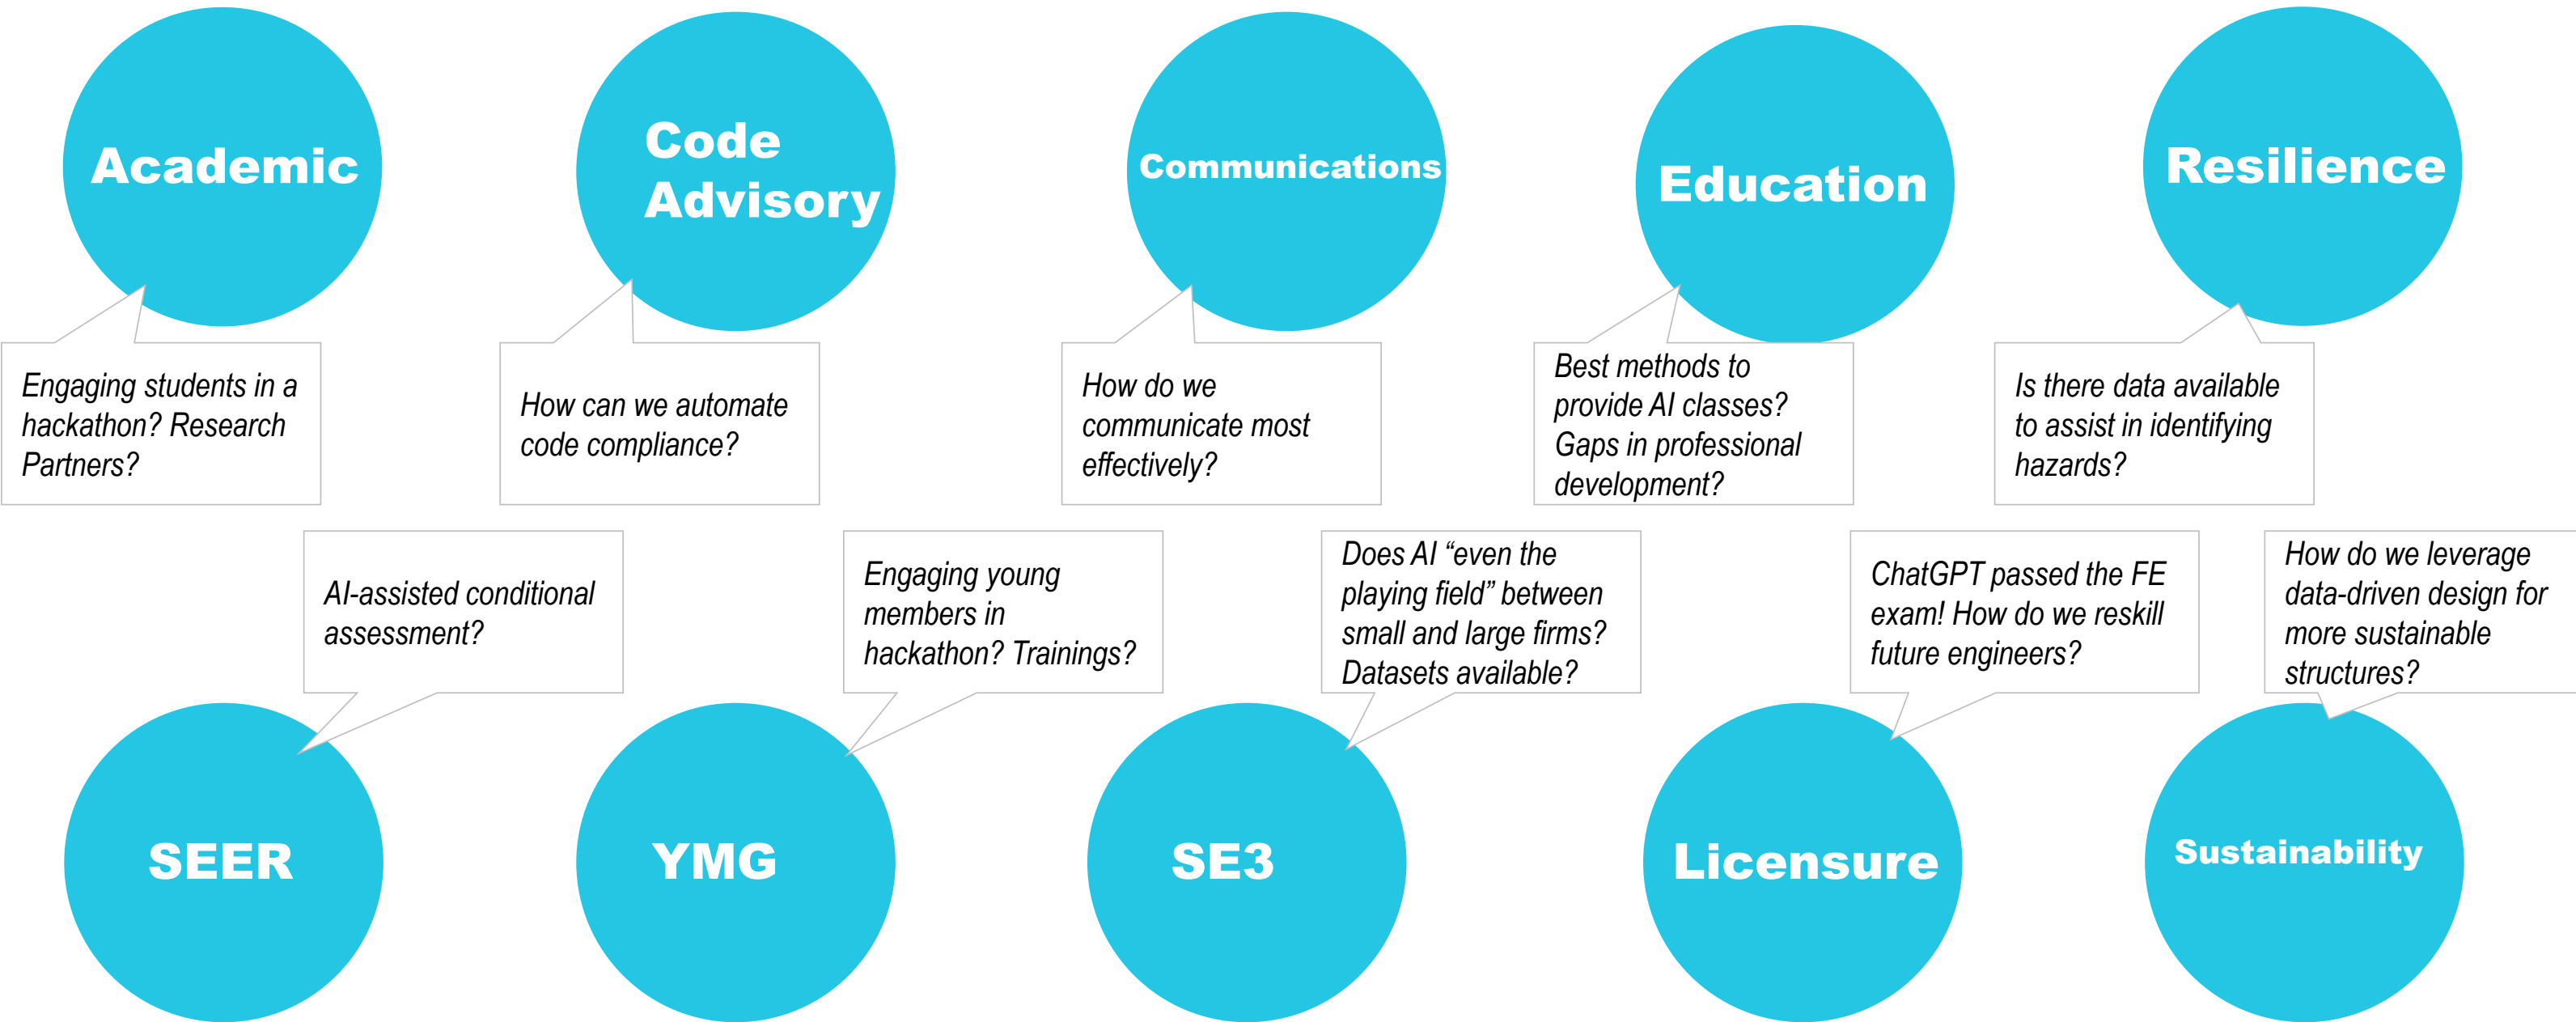 Academic
Code
Advisory
Communications
Education
Resilience
Engaging students in a
hackathon? Research
Partners?
How can we automate
code compliance?
How do we
communicate most
effectively?
Best methods to
provide AI classes?
Gaps in professional
development?
Is there data available
to assist in identifying
hazards?
AI-assisted conditional
assessment?
Engaging young
members in
hackathon? Trainings?
Does AI “even the
playing field” between
small and large firms?
Datasets available?
ChatGPT passed the FE
exam! How do we reskill
future engineers?
How do we leverage
data-driven design for
more sustainable
structures?
SEER
YMG
SE3
Licensure
Sustainability